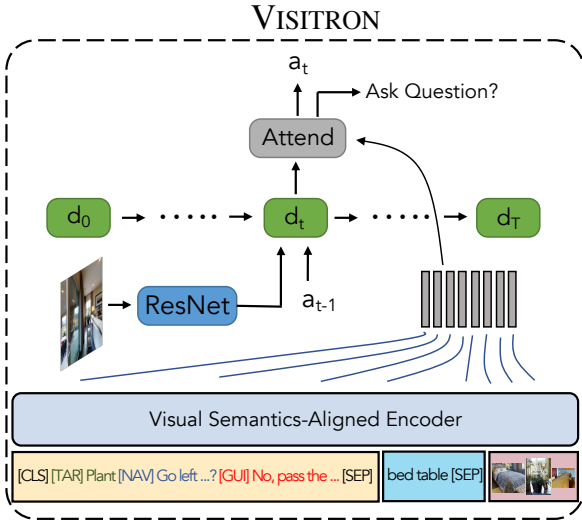 VISITRON
a_t
Ask Question?
Attend
d_0
d_t
d_T
ResNet
a_t-1
Visual Semantics-Aligned Encoder
[CLS] [TAR] Plant [NAV] Go left ...? [GUI] No, pass the ... [SEP]
bed table [SEP]